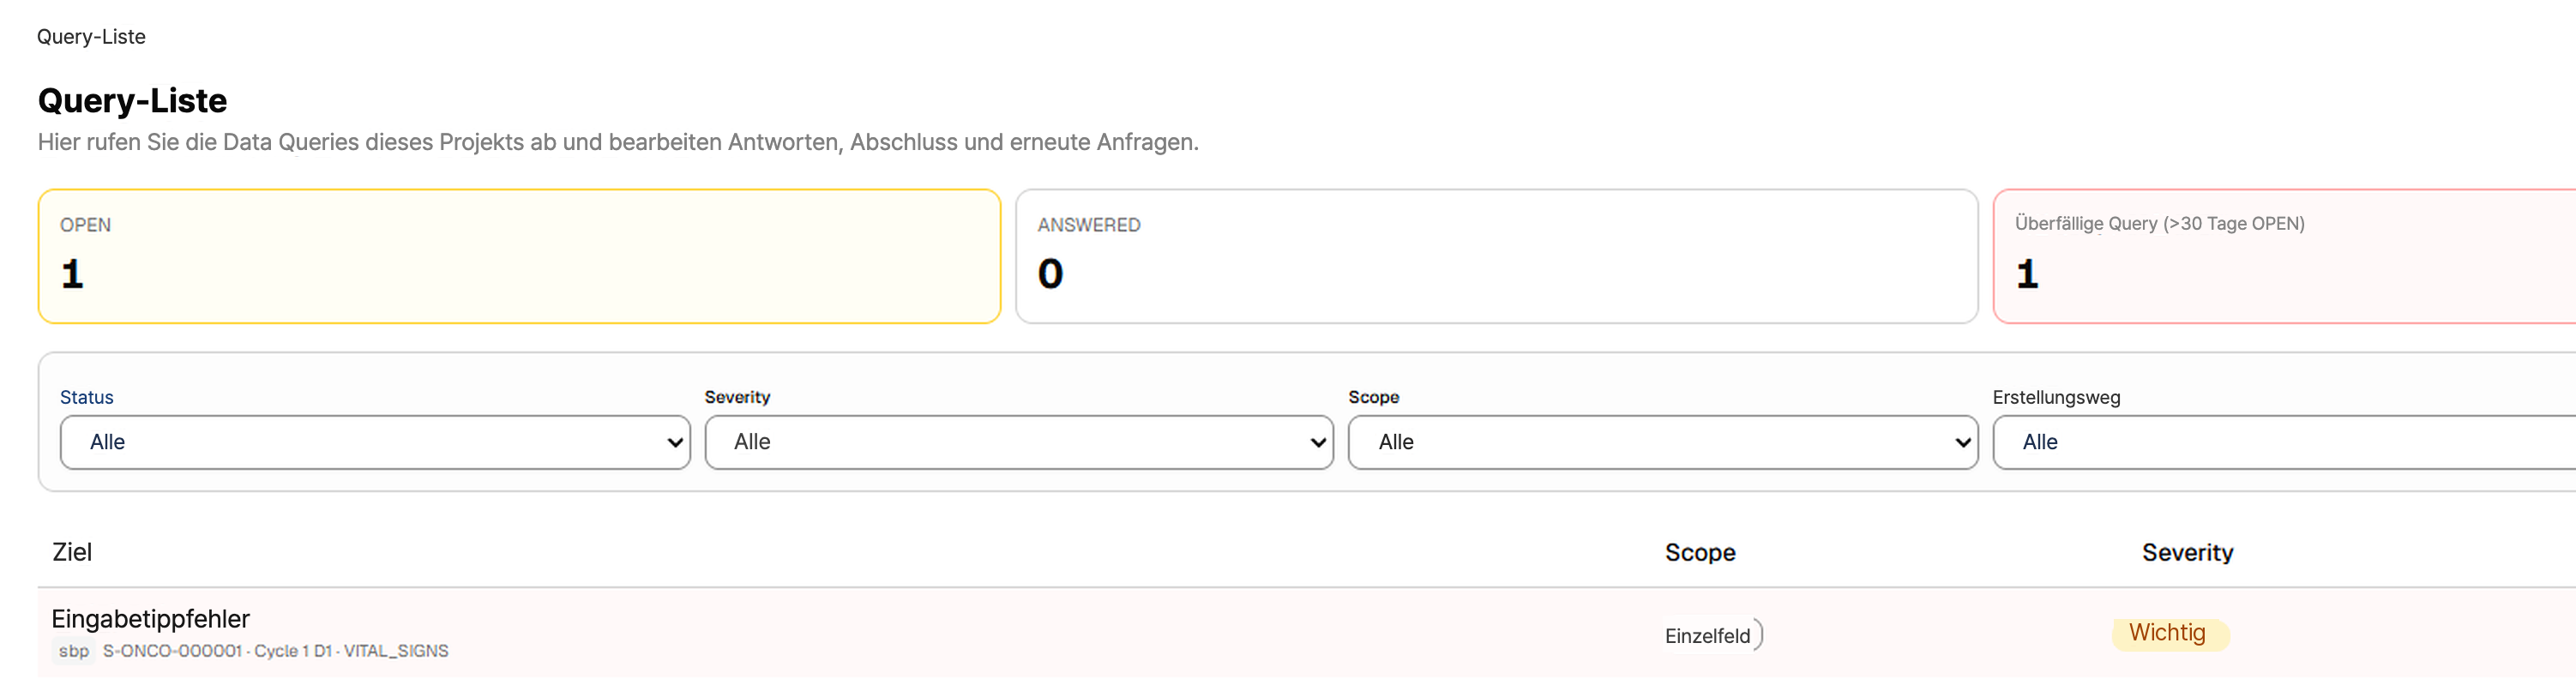 Query-Liste
Query-Liste
Hier rufen Sie die Data Queries dieses Projekts ab und bearbeiten Antworten, Abschluss und erneute Anfragen.
OPEN
1
ANSWERED
0
Überfällige Query (>30 Tage OPEN)
1
Status
Alle
Severity
Alle
Scope
Alle
Erstellungsweg
Alle
Ziel Scope Severity
Eingabetippfehler
sbp S-ONCO-000001 · Cycle 1 D1 · VITAL_SIGNS
Einzelfeld
Wichtig